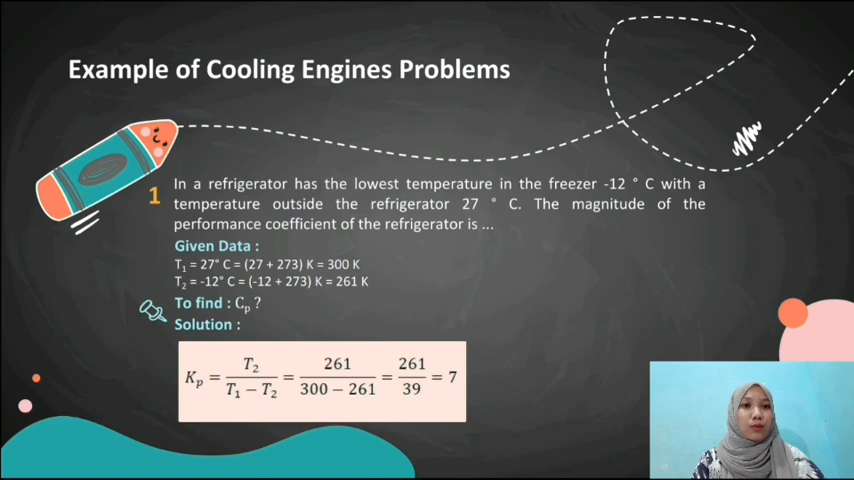 Example of Cooling Engines Problems
1
In a refrigerator has the lowest temperature in the freezer -12 ° C with a
temperature outside the refrigerator 27 ° C. The magnitude of the
performance coefficient of the refrigerator is ...
Given Data :
T₁ = 27° C = (27 + 273) K = 300 K
T₂ = -12° C = (-12 + 273) K = 261 K
To find : Cₚ ?
Solution :
Kₚ = T₂ / (T₁ − T₂) = 261 / (300 − 261) = 261 / 39 = 7